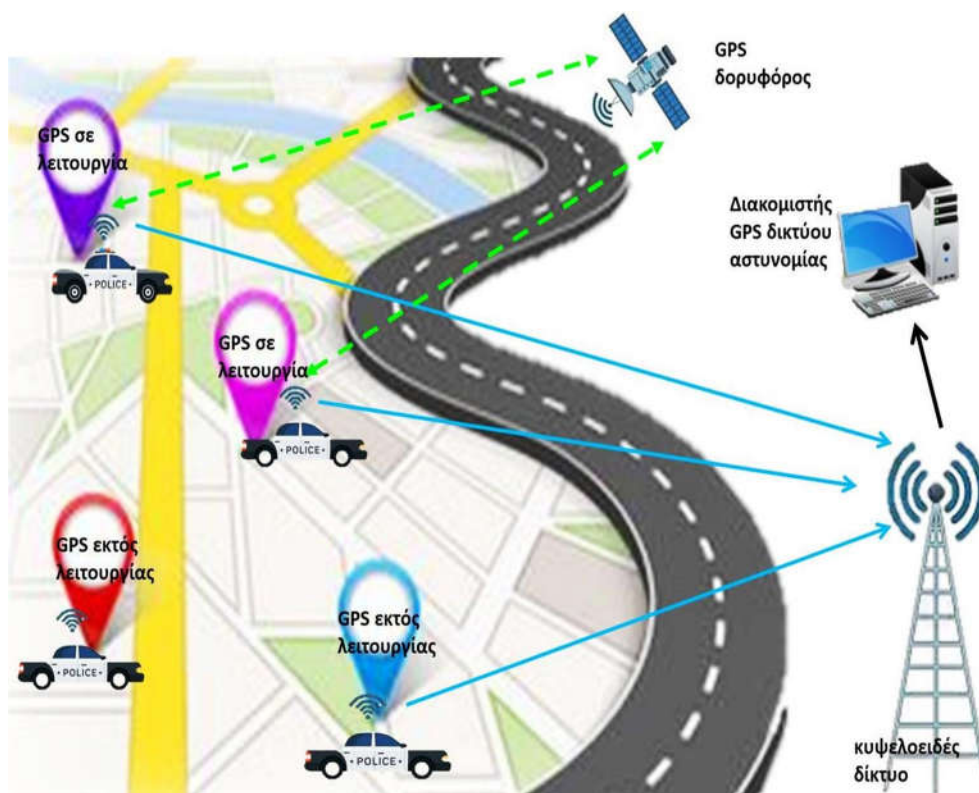 GPS
δορυφόρος
GPS σε
λειτουργία
Διακομιστής
GPS δικτύου
αστυνομίας
POLICE
GPS σε
λειτουργία
POLICE
GPS εκτός
λειτουργίας
POLICE
GPS εκτός
λειτουργίας
POLICE
κυψελοειδές
δίκτυο